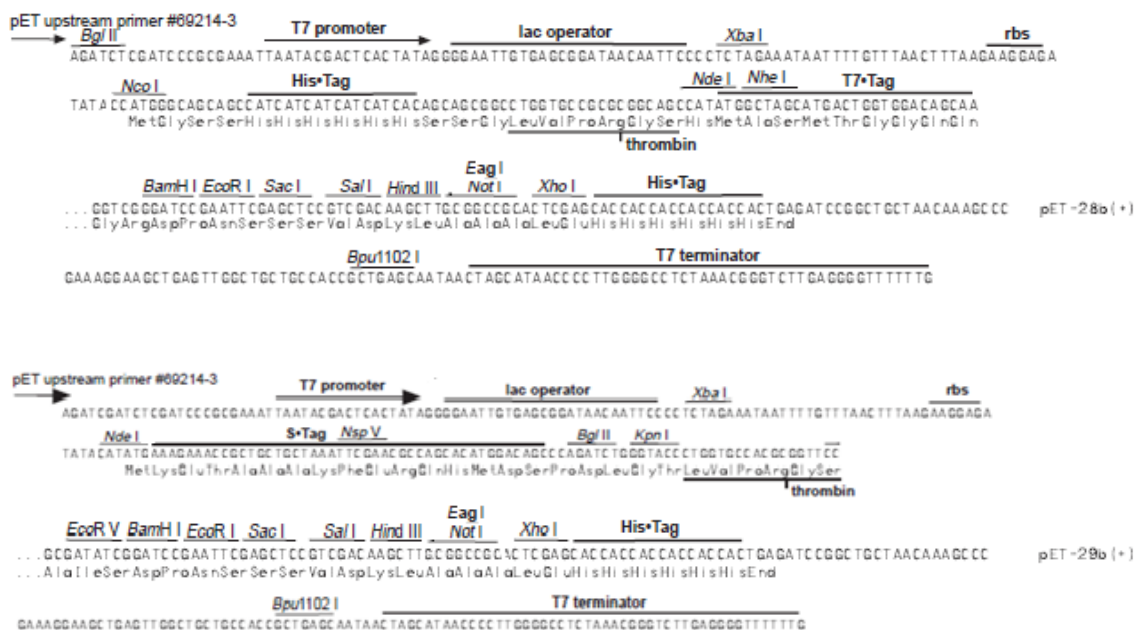 pET upstream primer #69214-3
Bgl II T7 promoter lac operator Xba I rbs
AGATCTCGATCCCGCGAAATTAATACGACTCACTATAGGGGAATTGTGAGCGGATAACAATTCCCCTCTAGAAATAATTTTGTTTAACTTTAAGAAGGAGA
Nco I His•Tag Nde I Nhe I T7•Tag
TATACCATGGGCAGCAGCCATCATCATCATCATCACAGCAGCGGCCTGGTGCCGCGCGGCAGCCATATGGCTAGCATGACTGGTGGACAGCAA
MetGlySerSerHisHisHisHisHisHisSerSerGlyLeuValProArgGlySerHisMetAlaSerMetThrGlyGlyGlnGln
thrombin
Eag I
BamH I EcoR I Sac I Sal I Hind III Not I Xho I His•Tag
...GGTCGGGATCCGAATTCGAGCTCCGTCGACAAGCTTGCGGCCGCACTCGAGCACCACCACCACCACCACTGAGATCCGGCTGCTAACAAAGCCC pET-28b(+)
...GlyArgAspProAsnSerSerSerValAspLysLeuAlaAlaAlaLeuGluHisHisHisHisHisHisEnd
Bpu1102 I T7 terminator
GAAAGGAAGCTGAGTTGGCTGCTGCCACCGCTGAGCAATAACTAGCATAACCCCTTGGGGCCTCTAAACGGGTCTTGAGGGGTTTTTTG
pET upstream primer #69214-3
T7 promoter lac operator Xba I rbs
AGATCGATCTCGATCCCGCGAAATTAATACGACTCACTATAGGGGAATTGTGAGCGGATAACAATTCCCCTCTAGAAATAATTTTGTTTAACTTTAAGAAGGAGA
Nde I S•Tag Nsp V Bgl II Kpn I
TATACATATGAAAGAAACCGCTGCTGCTAAATTCGAACGCCAGCACATGGACAGCCCAGATCTGGGTACCCTGGTGCCACGCGGTTCC
MetLysGluThrAlaAlaAlaLysPheGluArgGlnHisMetAspSerProAspLeuGlyThrLeuValProArgGlySer
thrombin
Eag I
EcoR V BamH I EcoR I Sac I Sal I Hind III Not I Xho I His•Tag
...GCGATATCGGATCCGAATTCGAGCTCCGTCGACAAGCTTGCGGCCGCACTCGAGCACCACCACCACCACCACTGAGATCCGGCTGCTAACAAAGCCC pET-29b(+)
...AlaIleSerAspProAsnSerSerSerValAspLysLeuAlaAlaAlaLeuGluHisHisHisHisHisHisEnd
Bpu1102 I T7 terminator
GAAAGGAAGCTGAGTTGGCTGCTGCCACCGCTGAGCAATAACTAGCATAACCCCTTGGGGCCTCTAAACGGGTCTTGAGGGGTTTTTTG